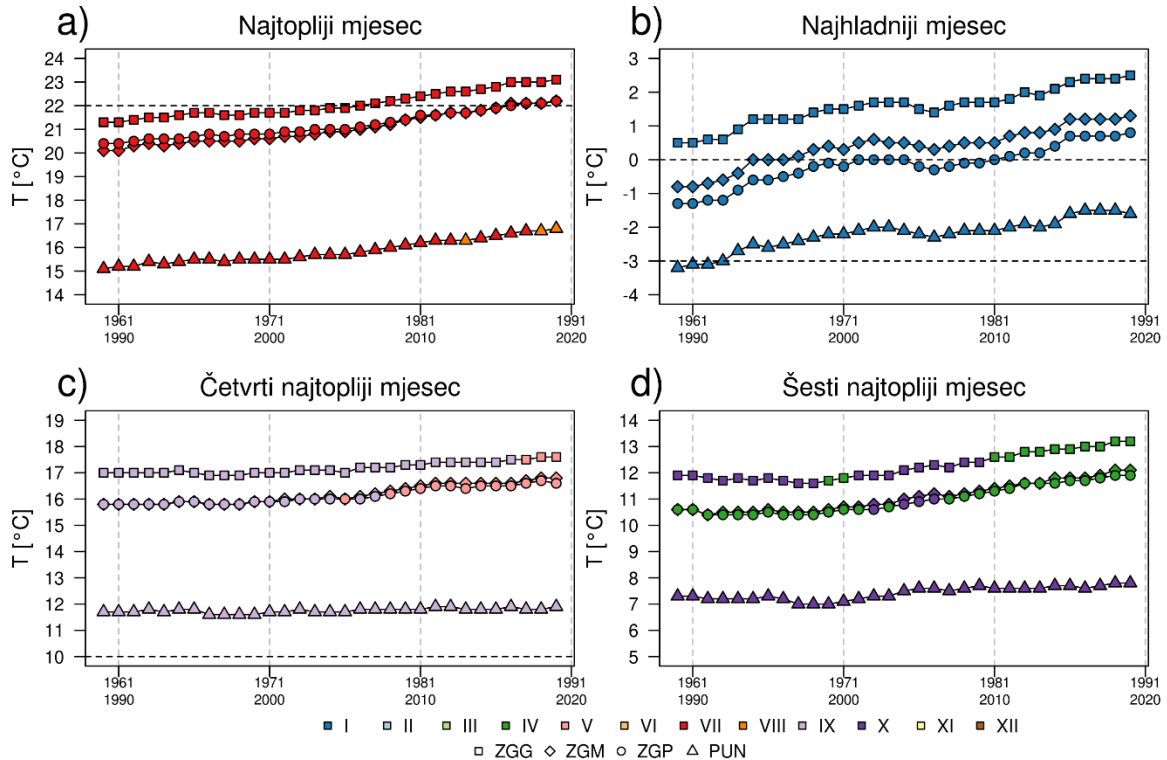 a) Najtopliji mjesec
T [°C]
24
23
22
21
20
19
18
17
16
15
14
1961 1971 1981 1991
1990 2000 2010 2020
b) Najhladniji mjesec
T [°C]
3
2
1
0
-1
-2
-3
-4
1961 1971 1981 1991
1990 2000 2010 2020
c) Četvrti najtopliji mjesec
T [°C]
19
18
17
16
15
14
13
12
11
10
1961 1971 1981 1991
1990 2000 2010 2020
d) Šesti najtopliji mjesec
T [°C]
14
13
12
11
10
9
8
7
6
5
1961 1971 1981 1991
1990 2000 2010 2020
I II III IV V VI VII VIII IX X XI XII
ZGG ZGM ZGP PUN